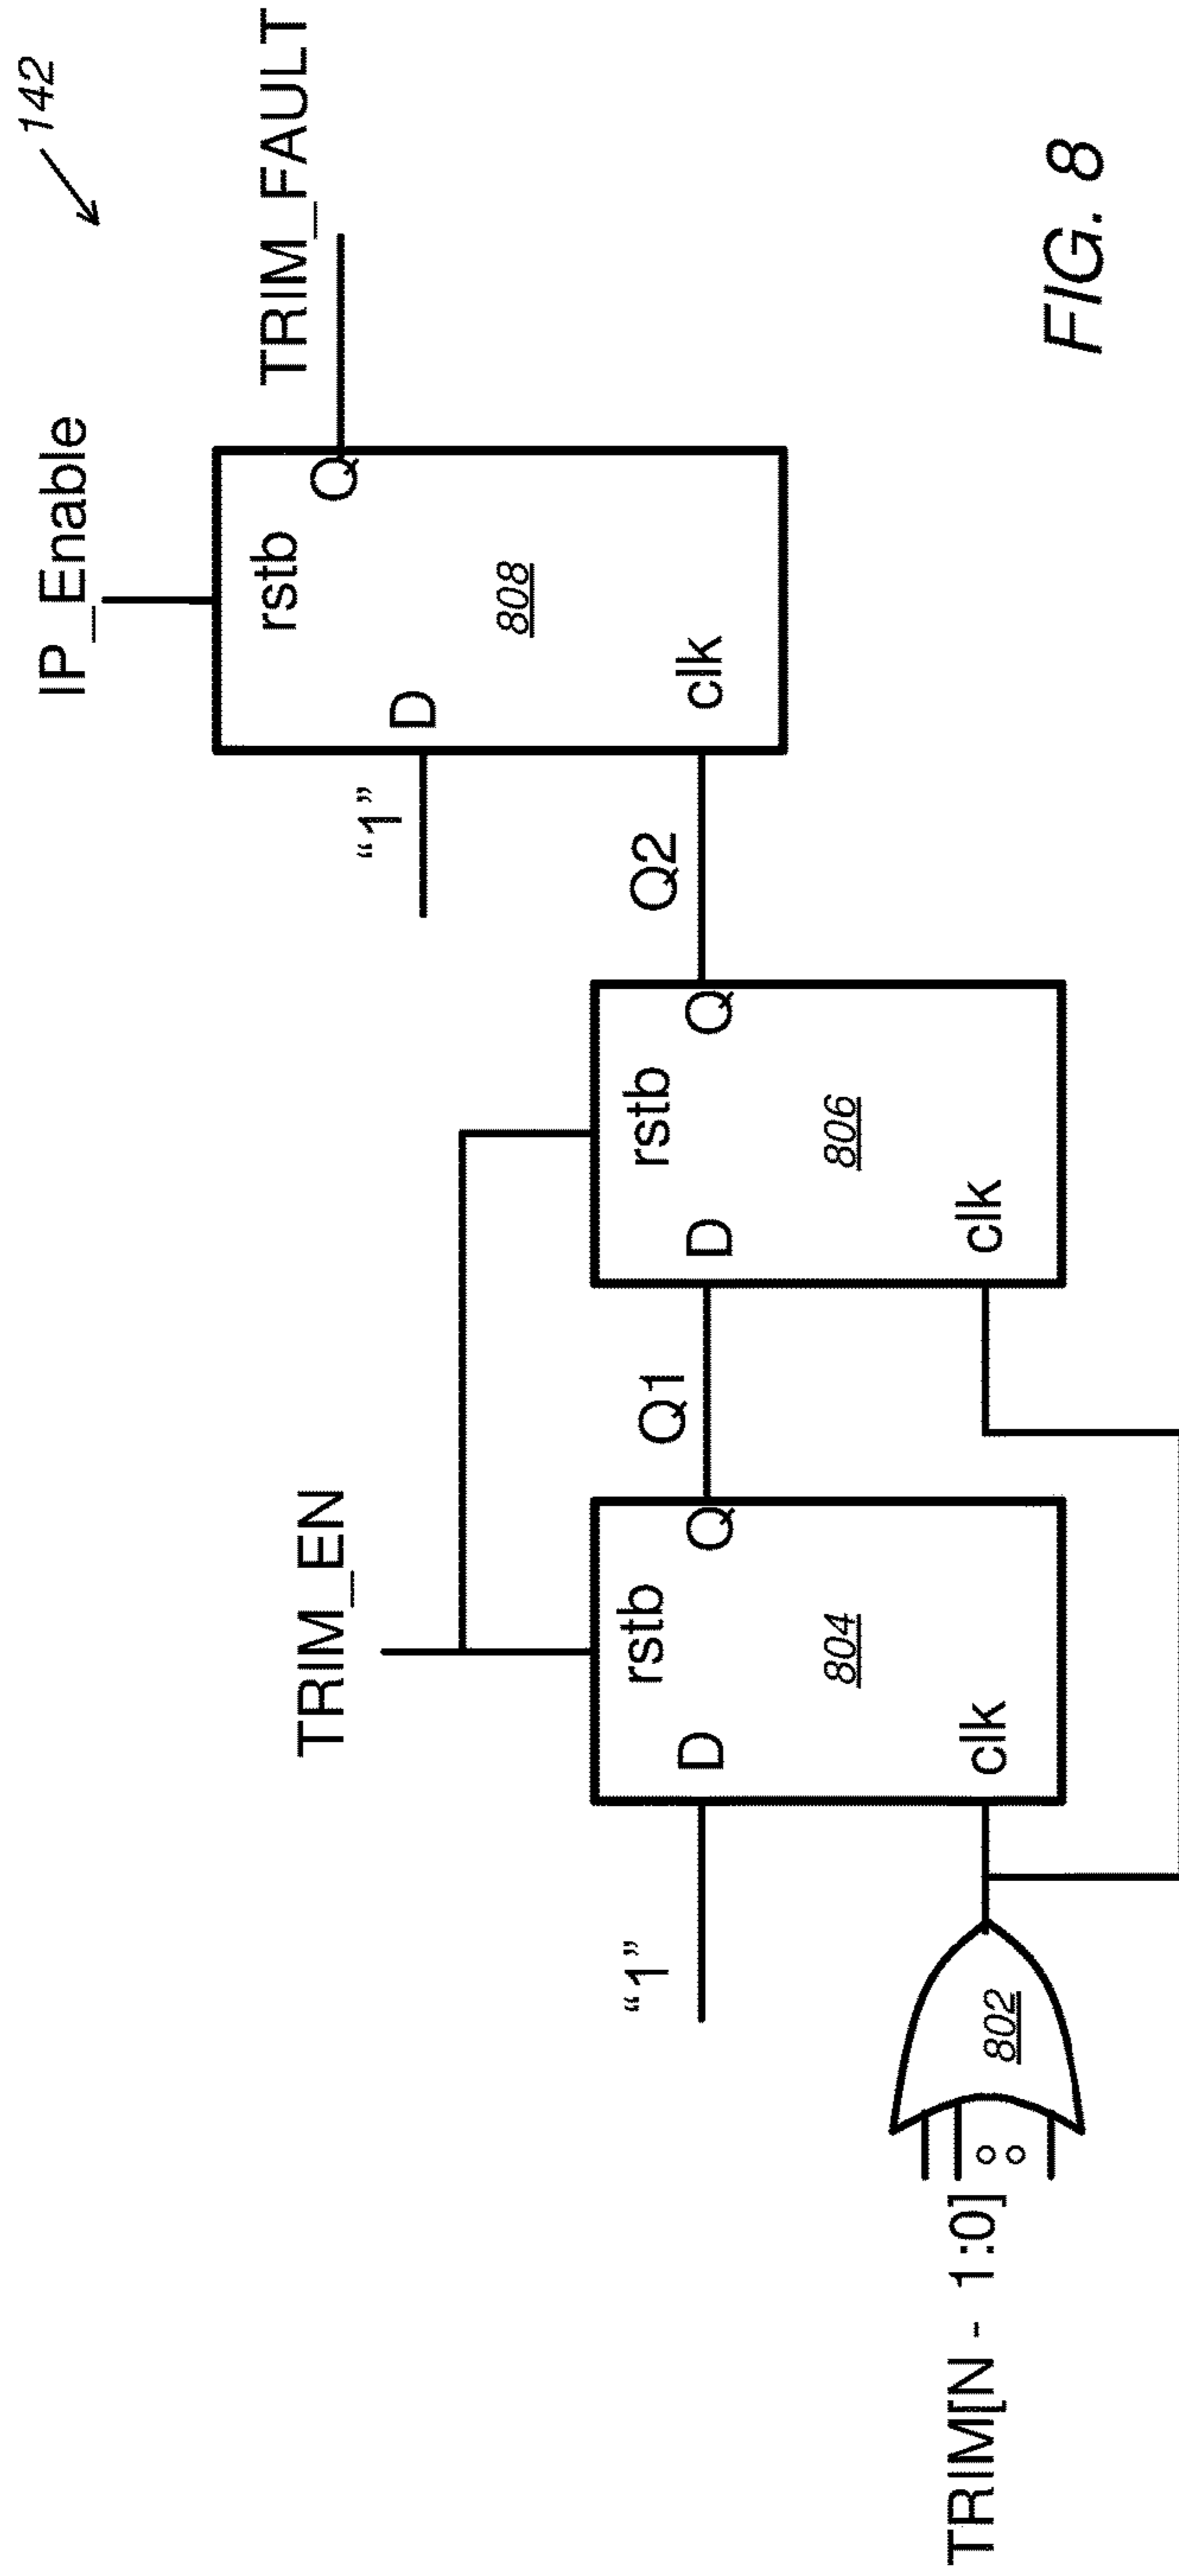 142
IP_Enable
TRIM_FAULT
rstb
Q
"1"
D
808
clk
TRIM_EN
Q2
rstb
Q
D
806
clk
Q1
rstb
Q
"1"
D
804
clk
802
TRIM[N - 1:0]
FIG. 8